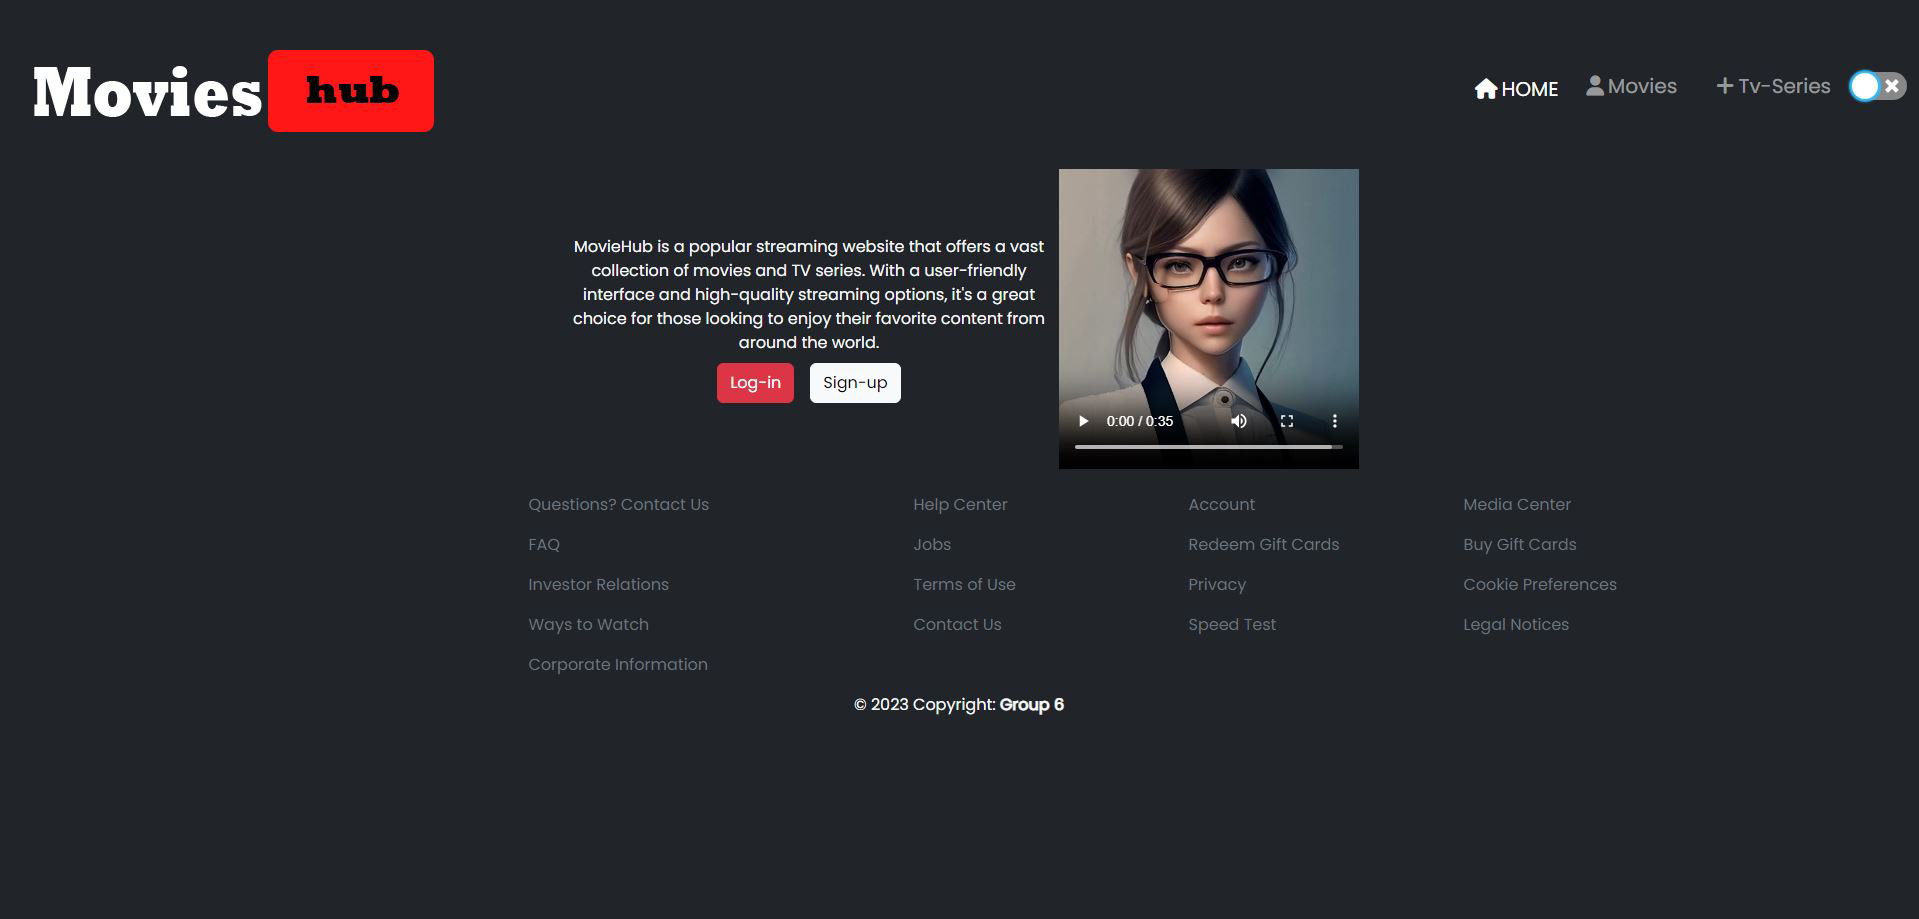 Movies hub
HOME Movies Tv-Series
MovieHub is a popular streaming website that offers a vast
collection of movies and TV series. With a user-friendly
interface and high-quality streaming options, it's a great
choice for those looking to enjoy their favorite content from
around the world.
Log-in Sign-up
0:00 / 0:35
Questions? Contact Us Help Center Account Media Center
FAQ Jobs Redeem Gift Cards Buy Gift Cards
Investor Relations Terms of Use Privacy Cookie Preferences
Ways to Watch Contact Us Speed Test Legal Notices
Corporate Information
© 2023 Copyright: Group 6